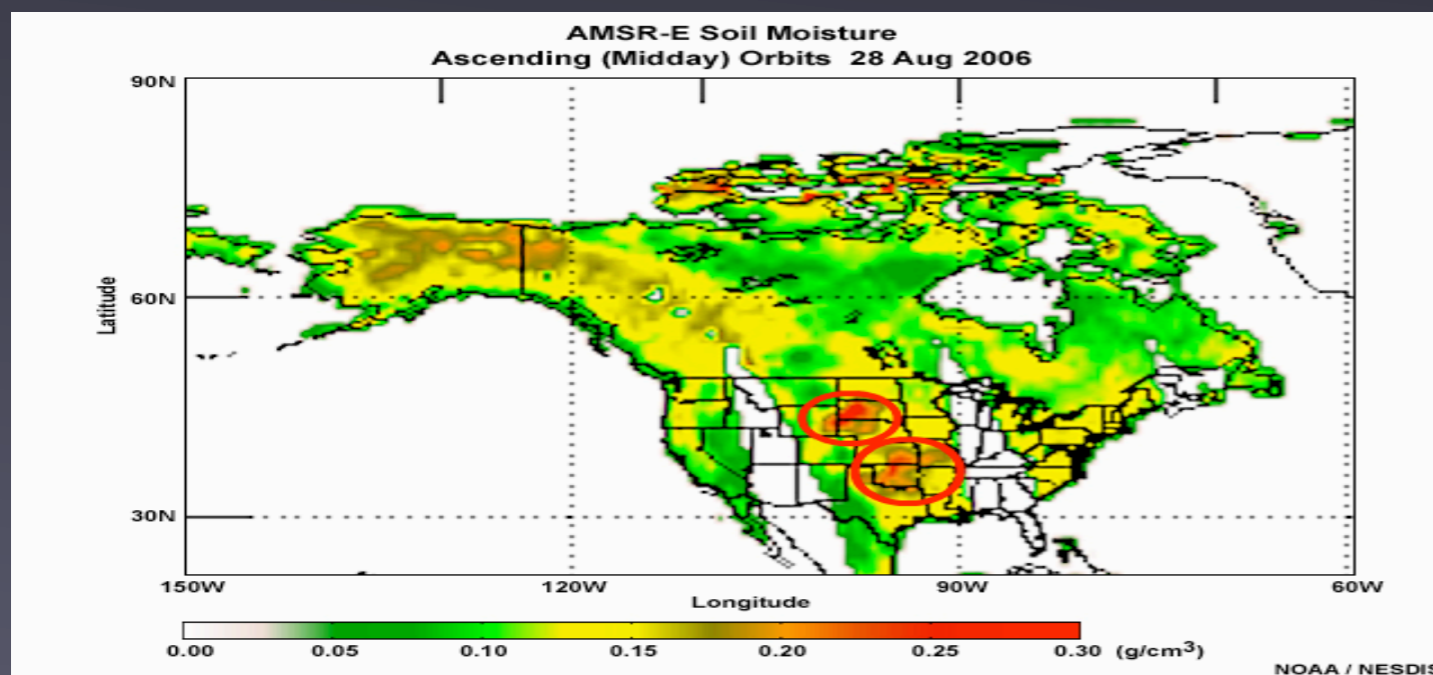 AMSR-E Soil Moisture
Ascending (Midday) Orbits 28 Aug 2006
90N
Latitude
60N
30N
150W 120W 90W 60W
Longitude
0.00 0.05 0.10 0.15 0.20 0.25 0.30 (g/cm³)
NOAA / NESDIS